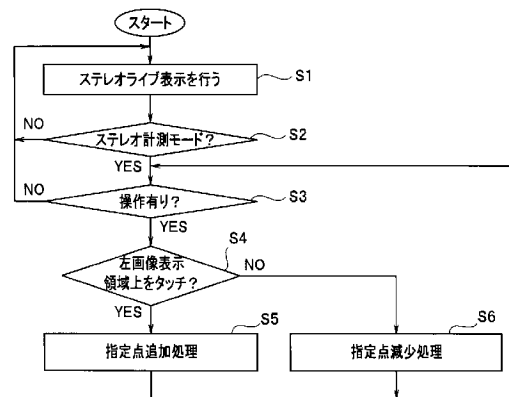 スタート
ステレオライブ表示を行う
S1
ステレオ計測モード?
S2
NO
YES
操作有り?
S3
NO
YES
左画像表示
領域上をタッチ?
S4
NO
YES
指定点追加処理
S5
指定点減少処理
S6